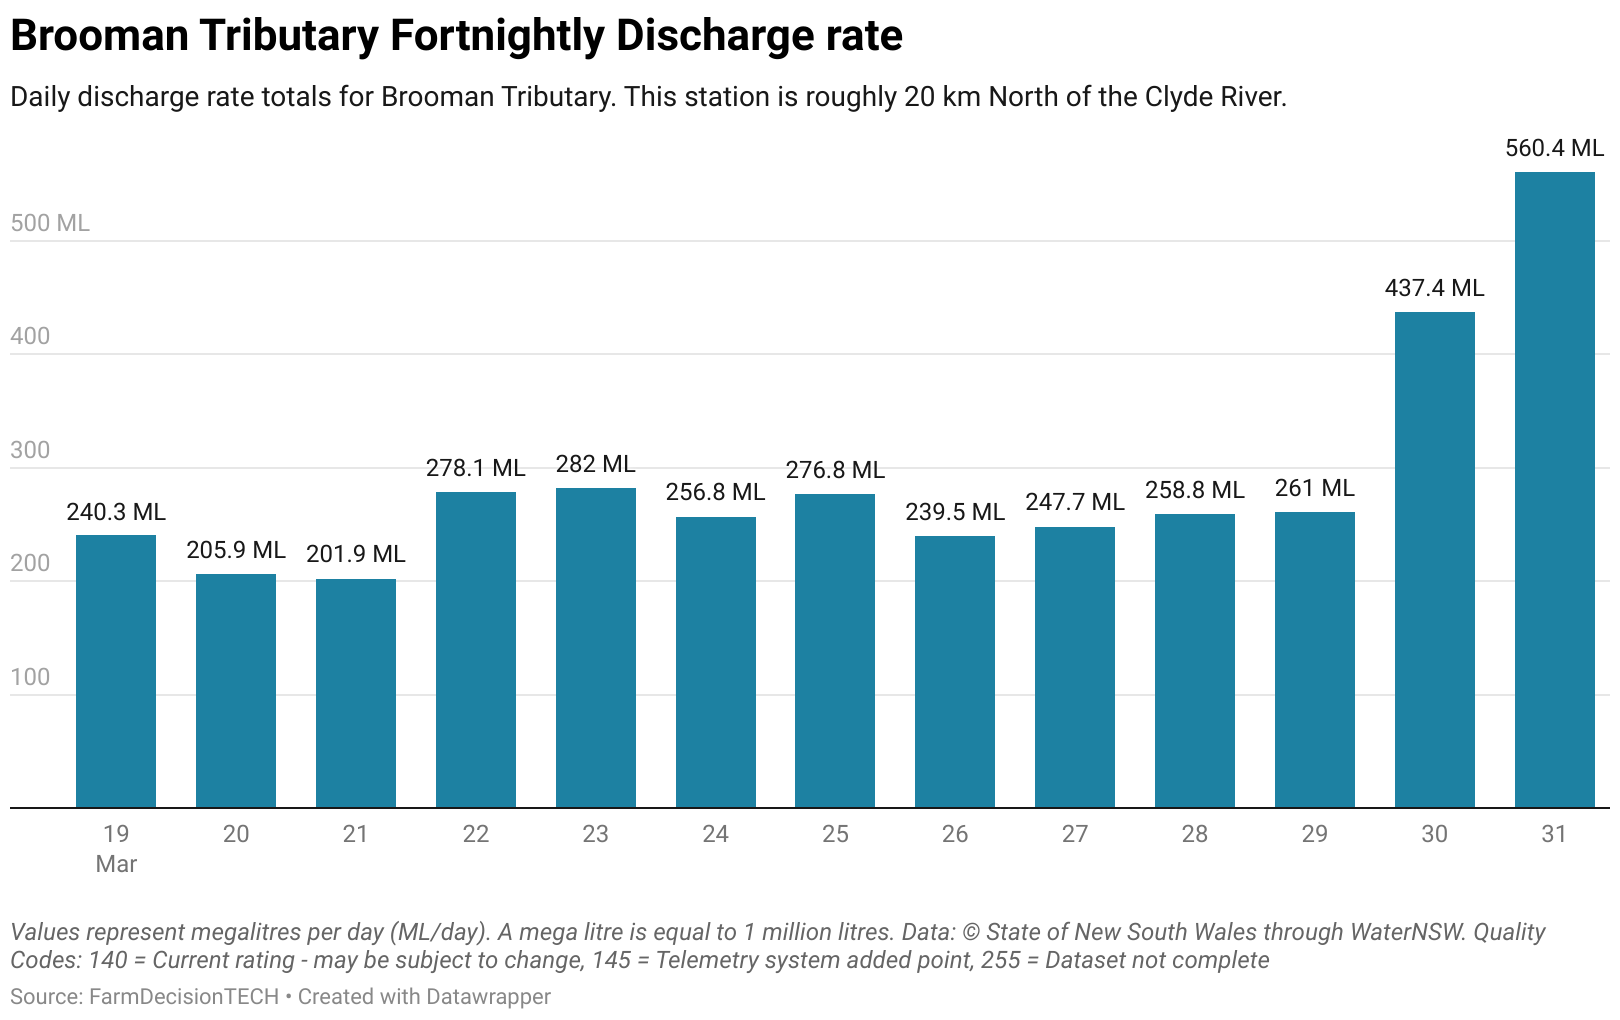 Brooman Tributary Fortnightly Discharge rate
Daily discharge rate totals for Brooman Tributary. This station is roughly 20 km North of the Clyde River.
560.4 ML
500 ML
437.4 ML
400
300
278.1 ML
282 ML
256.8 ML
276.8 ML
239.5 ML
247.7 ML
258.8 ML
261 ML
240.3 ML
205.9 ML
201.9 ML
200
100
19 20 21 22 23 24 25 26 27 28 29 30 31
Mar
Values represent megalitres per day (ML/day). A mega litre is equal to 1 million litres. Data: © State of New South Wales through WaterNSW. Quality
Codes: 140 = Current rating - may be subject to change, 145 = Telemetry system added point, 255 = Dataset not complete
Source: FarmDecisionTECH • Created with Datawrapper